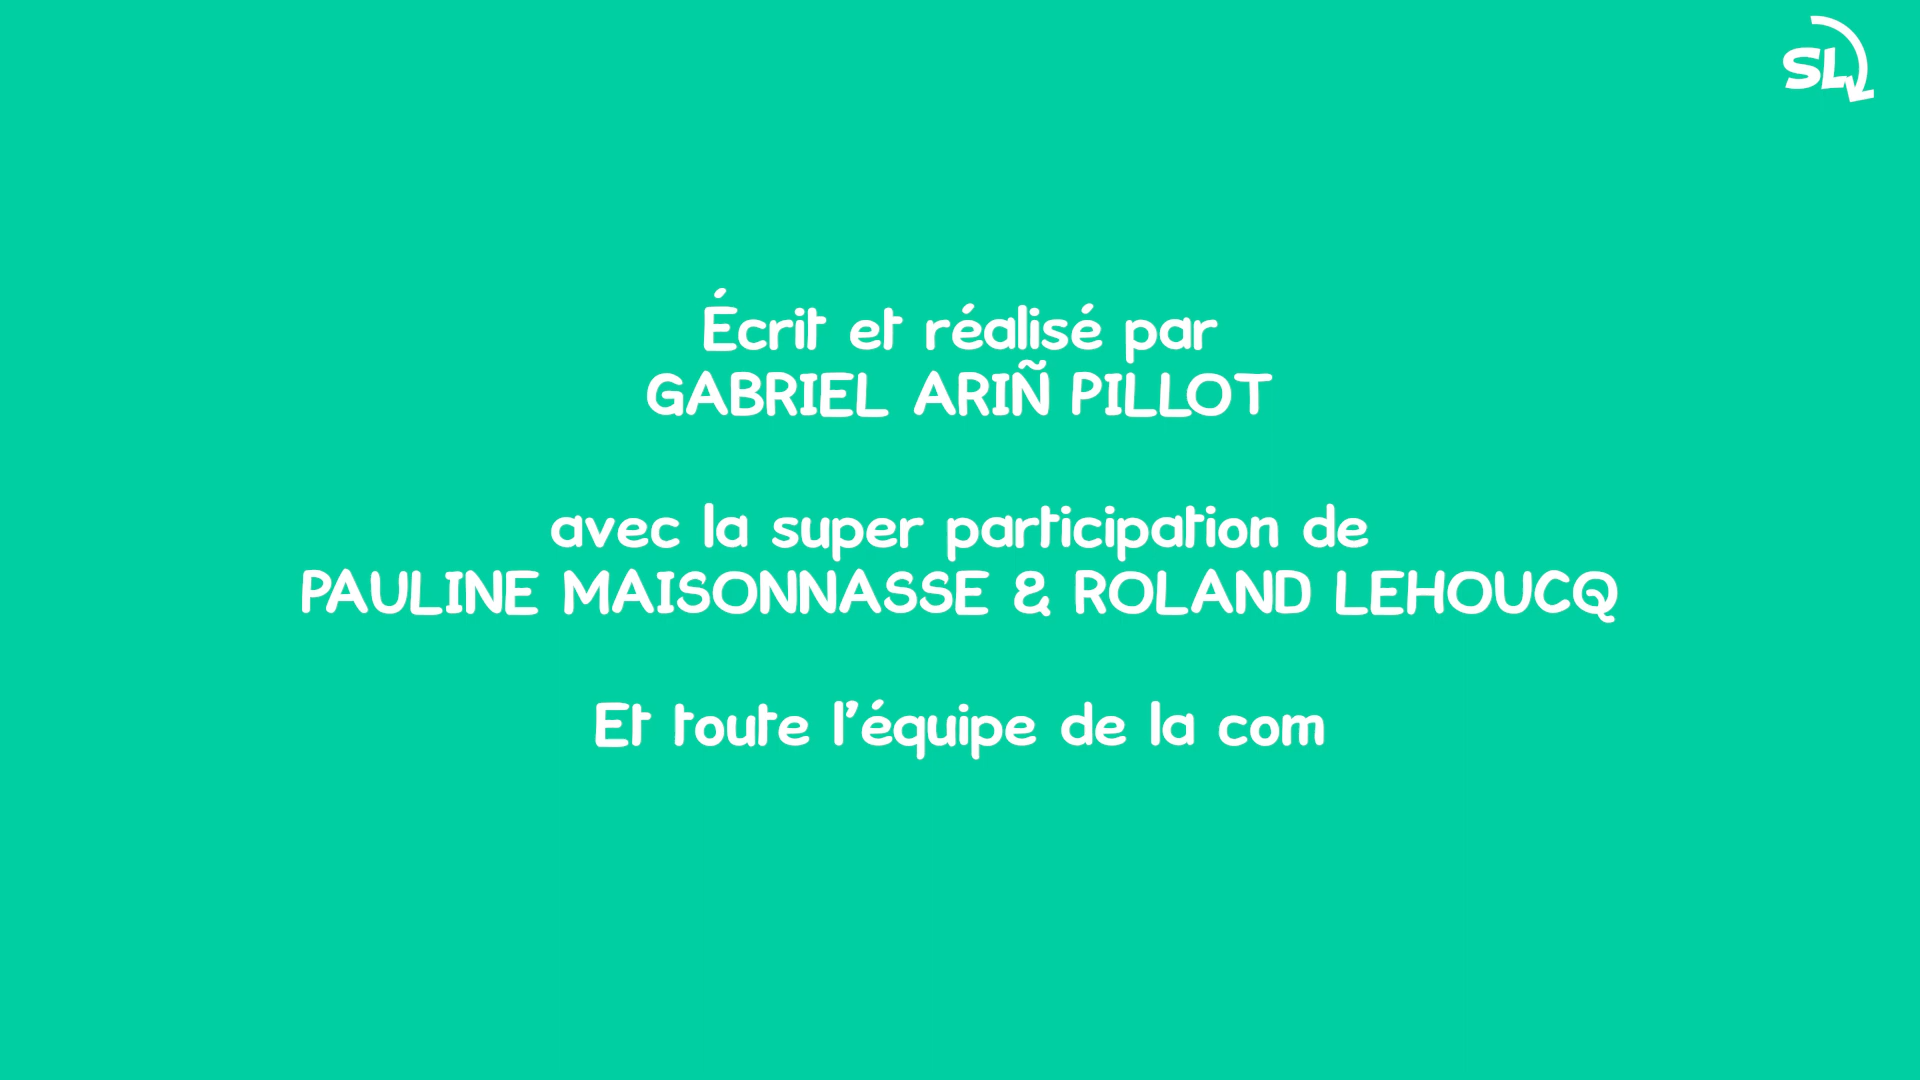 SL
Écrit et réalisé par
GABRIEL ARIÑ PILLOT
avec la super participation de
PAULINE MAISONNASSE & ROLAND LEHOUCQ
Et toute l’équipe de la com